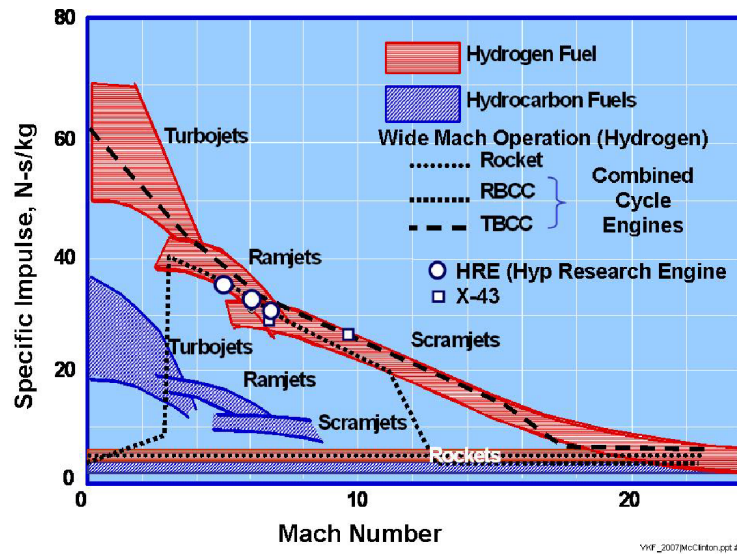 80
60
40
20
0
Specific Impulse, N-s/kg
Hydrogen Fuel
Hydrocarbon Fuels
Wide Mach Operation (Hydrogen)
Rocket
RBCC
TBCC
Combined
Cycle
Engines
HRE (Hyp Research Engine
X-43
Turbojets
Ramjets
Scramjets
Turbojets
Ramjets
Scramjets
Rockets
0
10
20
Mach Number
VKF_2007|McClinton.ppt #